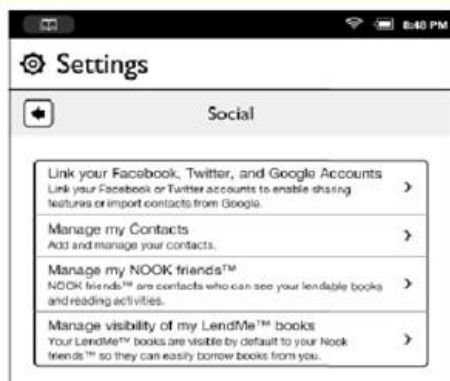 8:48 PM
Settings
Social
Link your Facebook, Twitter, and Google Accounts
Link your Facebook or Twitter accounts to enable sharing
features or import contacts from Google.
Manage my Contacts
Add and manage your contacts.
Manage my NOOK friends™
NOOK friends™ are contacts who can see your lendable books
and reading activities.
Manage visibility of my LendMe™ books
Your LendMe™ books are visible by default to your Nook
friends™ so they can easily borrow books from you.